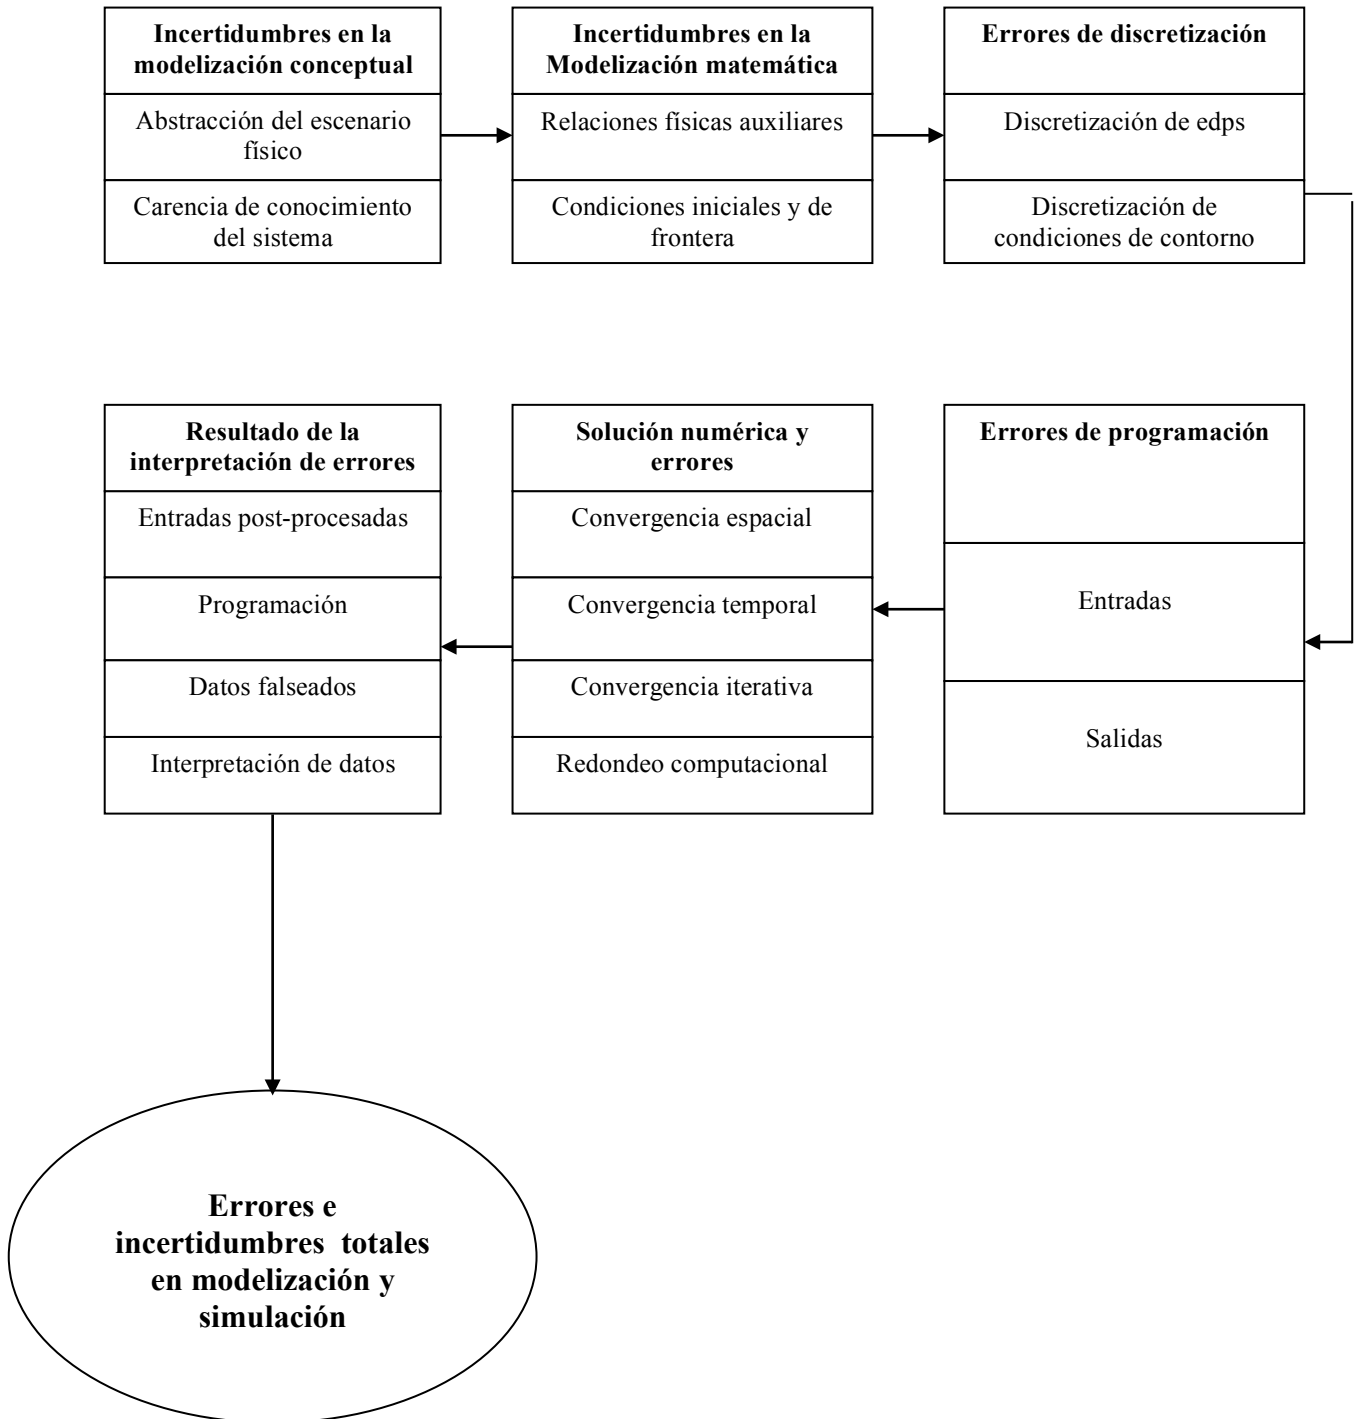 Incertidumbres en la
modelización conceptual
Abstracción del escenario
físico
Carencia de conocimiento
del sistema
Incertidumbres en la
Modelización matemática
Relaciones físicas auxiliares
Condiciones iniciales y de
frontera
Errores de discretización
Discretización de edps
Discretización de
condiciones de contorno
Errores de programación
Entradas
Salidas
Solución numérica y
errores
Convergencia espacial
Convergencia temporal
Convergencia iterativa
Redondeo computacional
Resultado de la
interpretación de errores
Entradas post-procesadas
Programación
Datos falseados
Interpretación de datos
Errores e
incertidumbres totales
en modelización y
simulación